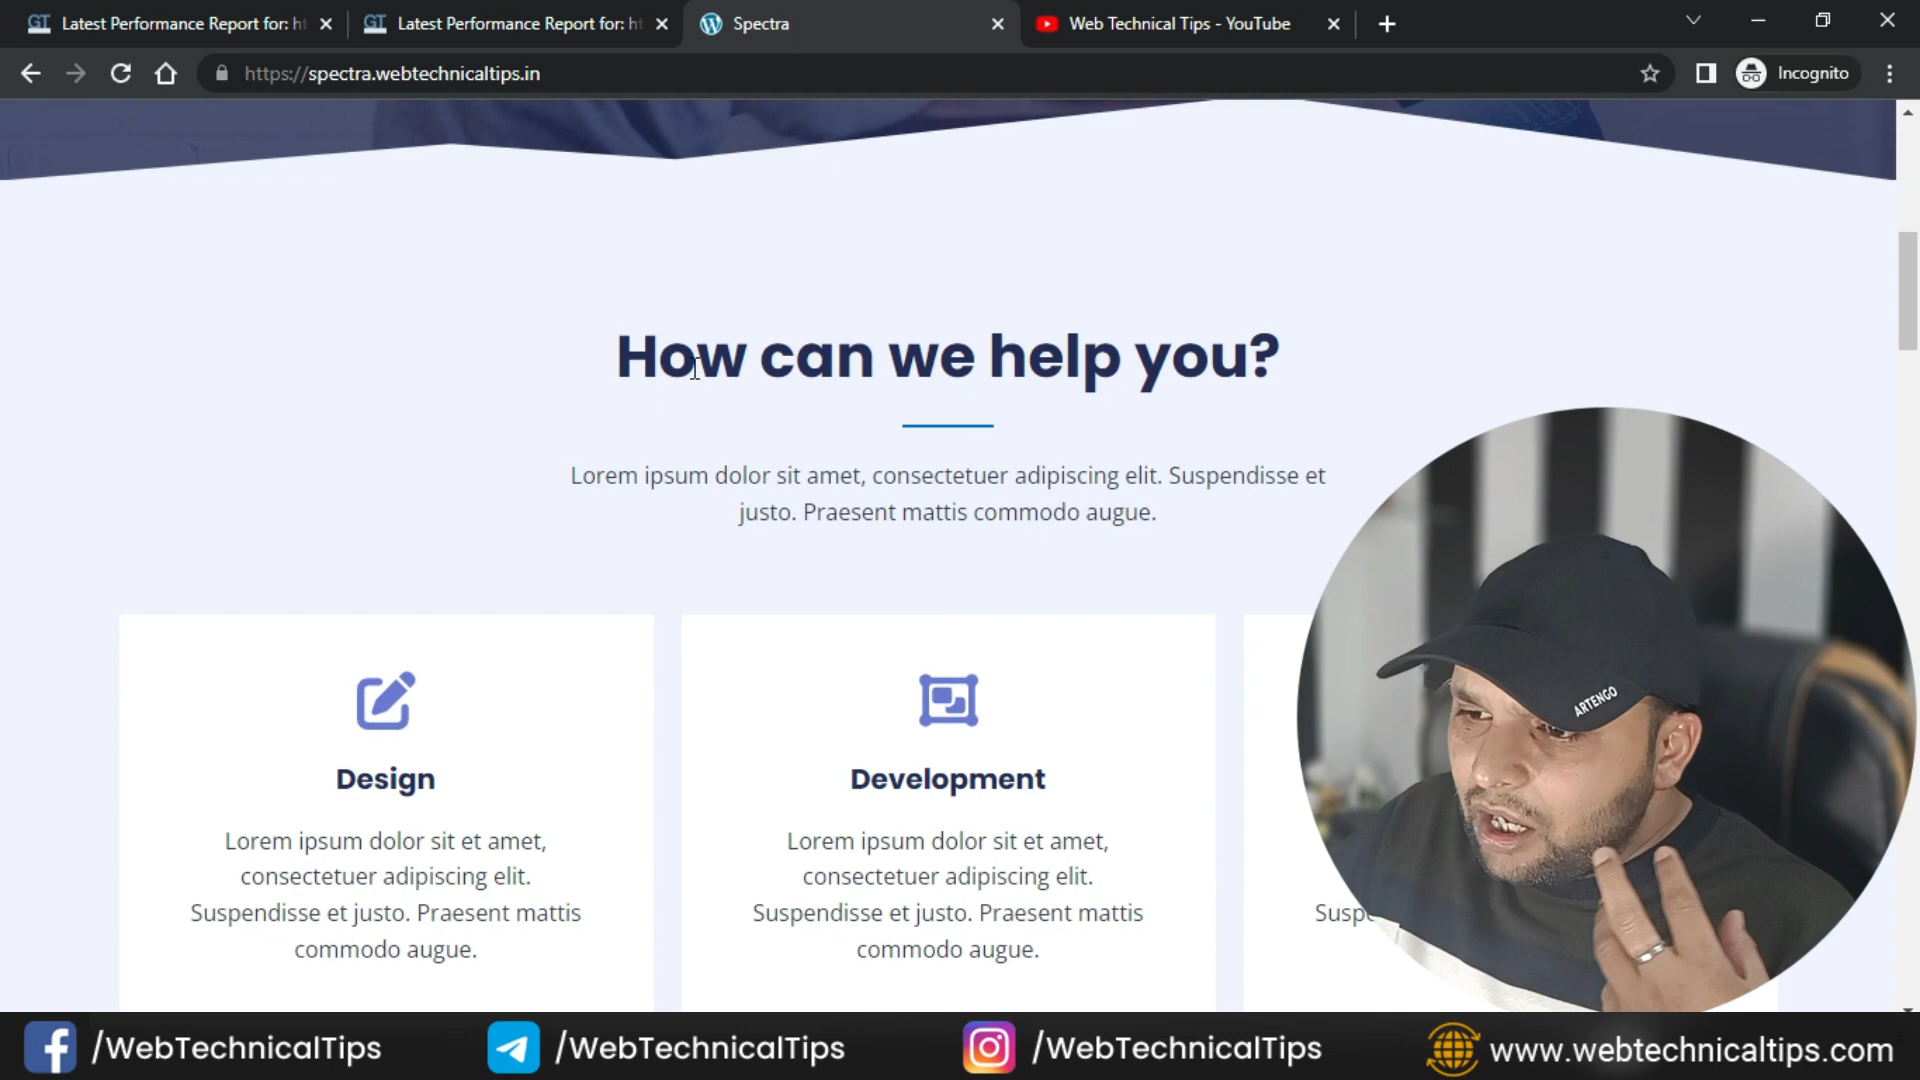 GT Latest Performance Report for: ht
GT Latest Performance Report for: ht
Spectra
Web Technical Tips - YouTube
https://spectra.webtechnicaltips.in
Incognito
How can we help you?
Lorem ipsum dolor sit amet, consectetuer adipiscing elit. Suspendisse et
justo. Praesent mattis commodo augue.
Design
Lorem ipsum dolor sit et amet,
consectetuer adipiscing elit.
Suspendisse et justo. Praesent mattis
commodo augue.
Development
Lorem ipsum dolor sit et amet,
consectetuer adipiscing elit.
Suspendisse et justo. Praesent mattis
commodo augue.
ARTENGO
/WebTechnicalTips
/WebTechnicalTips
/WebTechnicalTips
www.webtechnicaltips.com